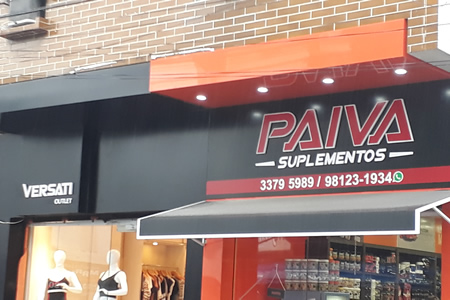 VERSATI
OUTLET
PAIVA
SUPLEMENTOS
3379 5989 / 98123-1934